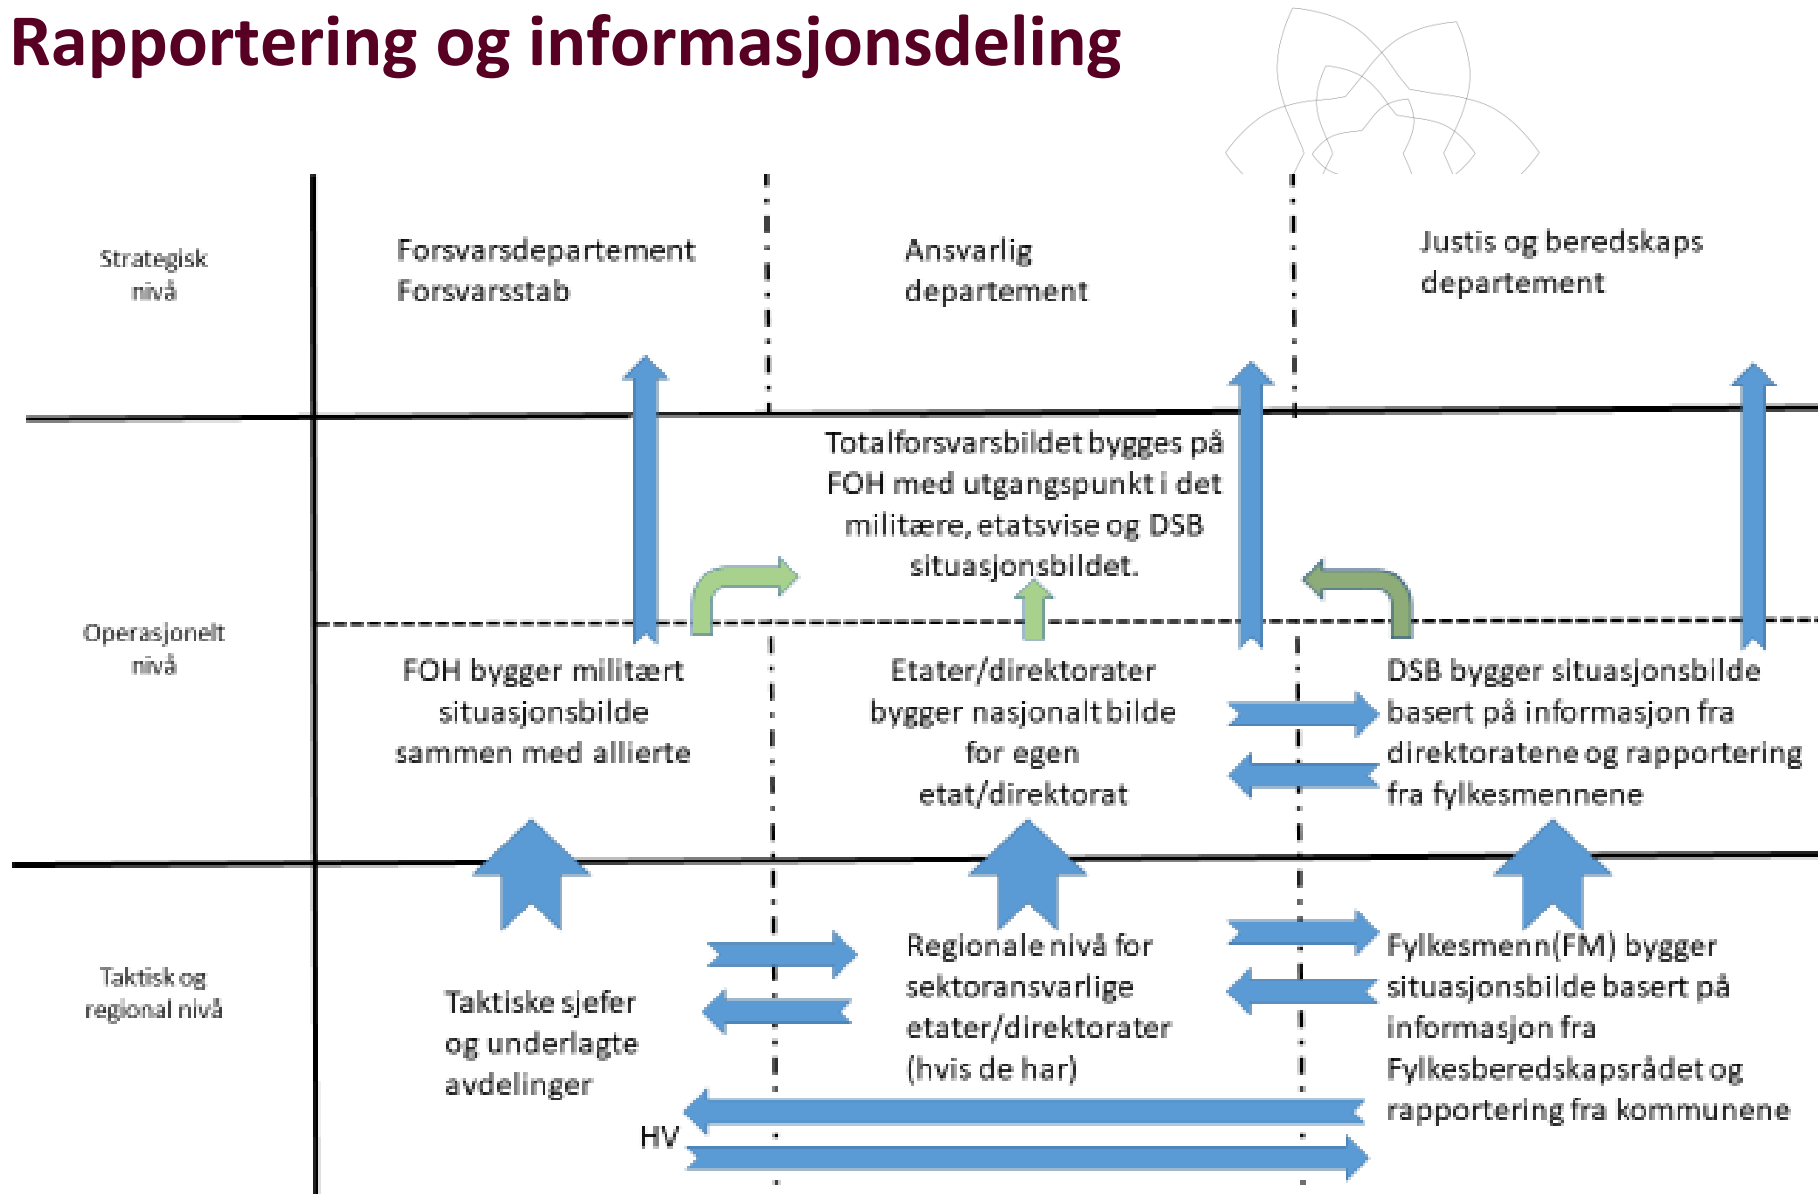 Rapportering og informasjonsdeling
Strategisk
nivå
Forsvarsdepartement
Forsvarsstab
Ansvarlig
departement
Justis og beredskaps
departement
Operasjonelt
nivå
Totalforsvarsbildet bygges på
FOH med utgangspunkt i det
militære, etatsvise og DSB
situasjonsbildet.
FOH bygger militært
situasjonsbilde
sammen med allierte
Etater/direktorater
bygger nasjonalt bilde
for egen
etat/direktorat
DSB bygger situasjonsbilde
basert på informasjon fra
direktoratene og rapportering
fra fylkesmennene
Taktisk og
regional nivå
Taktiske sjefer
og underlagte
avdelinger
HV
Regionale nivå for
sektoransvarlige
etater/direktorater
(hvis de har)
Fylkesmenn(FM) bygger
situasjonsbilde basert på
informasjon fra
Fylkesberedskapsrådet og
rapportering fra kommunene